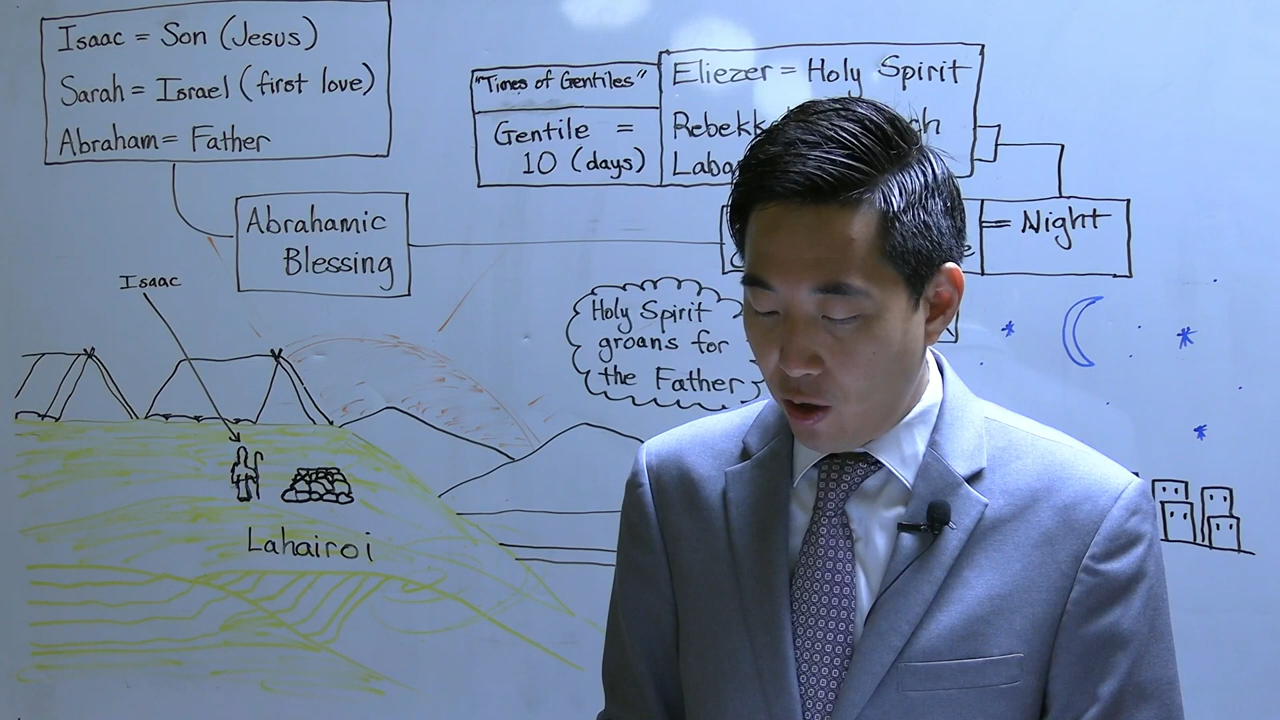 Isaac = Son (Jesus)
Sarah = Israel (first love)
Abraham = Father
"Times of Gentiles"
Gentile =
10 (days)
Eliezer = Holy Spirit
Abrahamic
Blessing
= Night
Isaac
Holy Spirit
groans for
the Father
Lahairoi